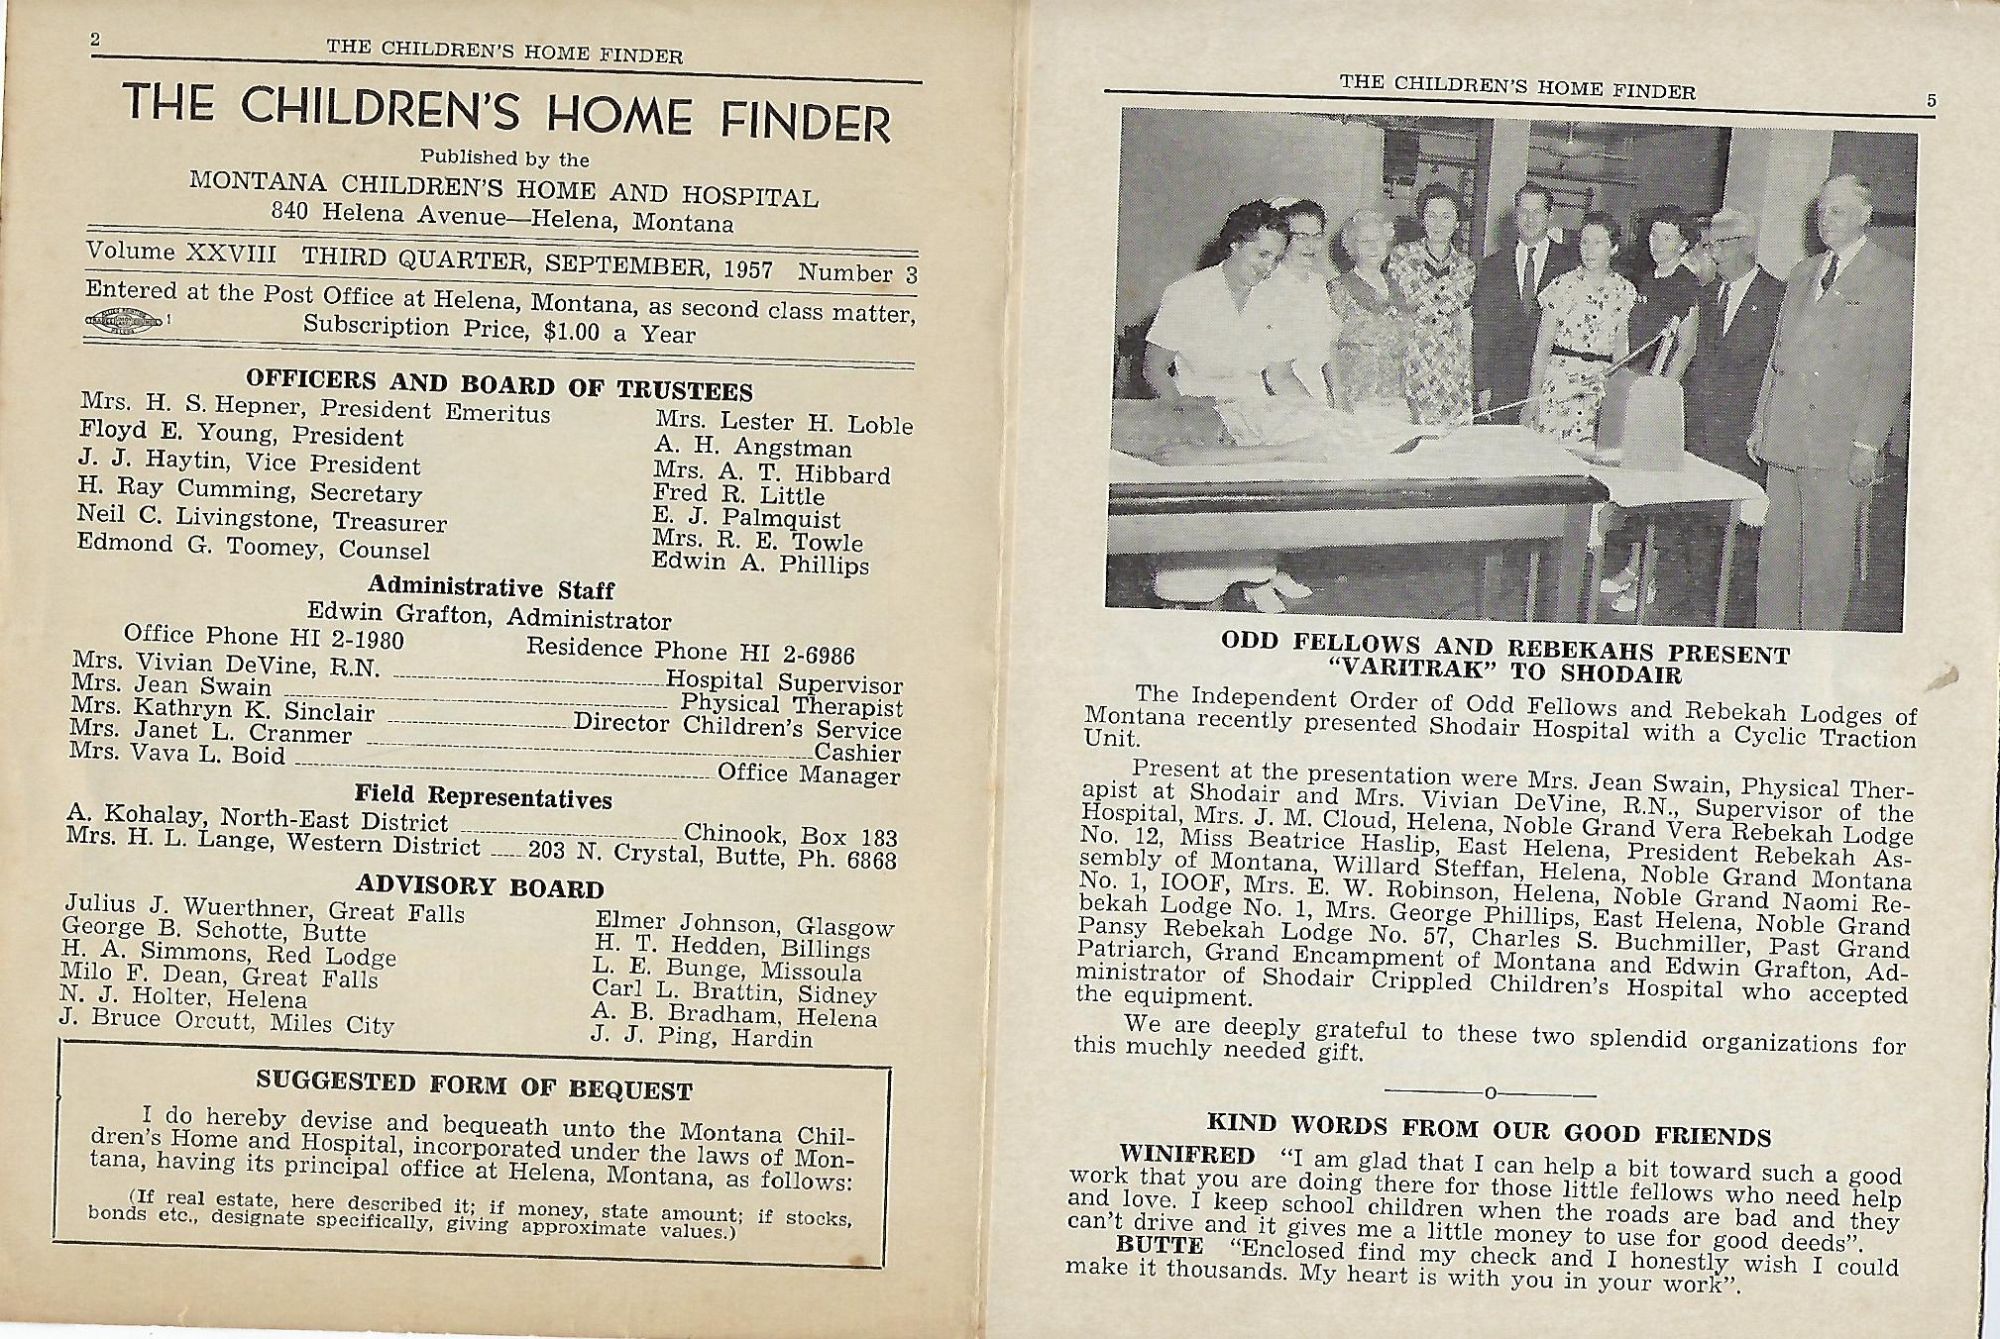 2
THE CHILDREN'S HOME FINDER
THE CHILDREN'S HOME FINDER
Published by the
MONTANA CHILDREN'S HOME AND HOSPITAL
840 Helena Avenue—Helena, Montana
Volume XXVIII THIRD QUARTER, SEPTEMBER, 1957 Number 3
Entered at the Post Office at Helena, Montana, as second class matter,
Subscription Price, $1.00 a Year
1
OFFICERS AND BOARD OF TRUSTEES
Mrs. H. S. Hepner, President Emeritus
Floyd E. Young, President
J. J. Haytin, Vice President
H. Ray Cumming, Secretary
Neil C. Livingstone, Treasurer
Edmond G. Toomey, Counsel
Mrs. Lester H. Loble
A. H. Angstman
Mrs. A. T. Hibbard
Fred R. Little
E. J. Palmquist
Mrs. R. E. Towle
Edwin A. Phillips
Administrative Staff
Edwin Grafton, Administrator
Office Phone HI 2-1980 Residence Phone HI 2-6986
Mrs. Vivian DeVine, R.N. Hospital Supervisor
Mrs. Jean Swain Physical Therapist
Mrs. Kathryn K. Sinclair Director Children's Service
Mrs. Janet L. Cranmer Cashier
Mrs. Vava L. Boid Office Manager
Field Representatives
A. Kohalay, North-East District Chinook, Box 183
Mrs. H. L. Lange, Western District 203 N. Crystal, Butte, Ph. 6868
ADVISORY BOARD
Julius J. Wuerthner, Great Falls
George B. Schotte, Butte
H. A. Simmons, Red Lodge
Milo F. Dean, Great Falls
N. J. Holter, Helena
J. Bruce Orcutt, Miles City
Elmer Johnson, Glasgow
H. T. Hedden, Billings
L. E. Bunge, Missoula
Carl L. Brattin, Sidney
A. B. Bradham, Helena
J. J. Ping, Hardin
SUGGESTED FORM OF BEQUEST
I do hereby devise and bequeath unto the Montana Chil-
dren's Home and Hospital, incorporated under the laws of Mon-
tana, having its principal office at Helena, Montana, as follows:
(If real estate, here described it; if money, state amount; if stocks,
bonds etc., designate specifically, giving approximate values.)
THE CHILDREN'S HOME FINDER
5
ODD FELLOWS AND REBEKAHS PRESENT
"VARITRAK" TO SHODAIR
The Independent Order of Odd Fellows and Rebekah Lodges of
Montana recently presented Shodair Hospital with a Cyclic Traction
Unit.
Present at the presentation were Mrs. Jean Swain, Physical Ther-
apist at Shodair and Mrs. Vivian DeVine, R.N., Supervisor of the
Hospital, Mrs. J. M. Cloud, Helena, Noble Grand Vera Rebekah Lodge
No. 12, Miss Beatrice Haslip, East Helena, President Rebekah As-
sembly of Montana, Willard Steffan, Helena, Noble Grand Montana
No. 1, IOOF, Mrs. E. W. Robinson, Helena, Noble Grand Naomi Re-
bekah Lodge No. 1, Mrs. George Phillips, East Helena, Noble Grand
Pansy Rebekah Lodge No. 57, Charles S. Buchmiller, Past Grand
Patriarch, Grand Encampment of Montana and Edwin Grafton, Ad-
ministrator of Shodair Crippled Children's Hospital who accepted
the equipment.
We are deeply grateful to these two splendid organizations for
this muchly needed gift.
o
KIND WORDS FROM OUR GOOD FRIENDS
WINIFRED "I am glad that I can help a bit toward such a good
work that you are doing there for those little fellows who need help
and love. I keep school children when the roads are bad and they
can't drive and it gives me a little money to use for good deeds".
BUTTE "Enclosed find my check and I honestly wish I could
make it thousands. My heart is with you in your work".